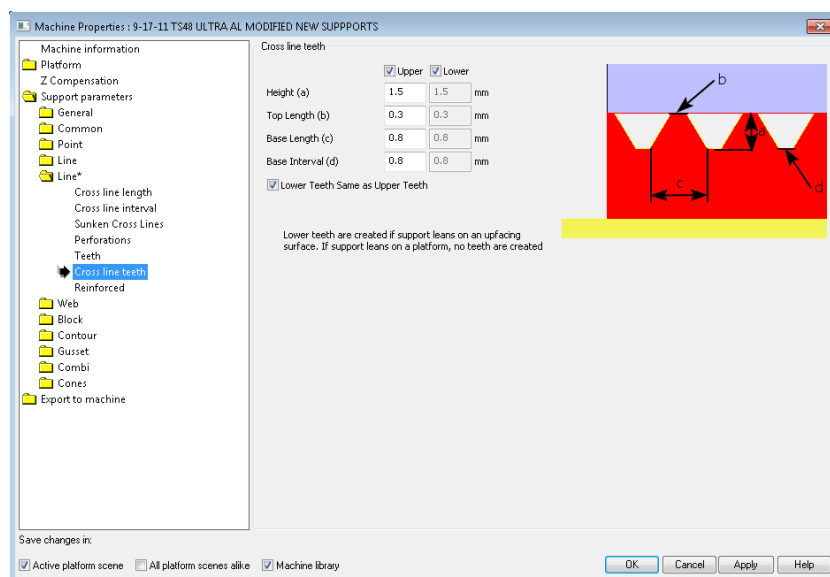 Machine Properties : 9-17-11 TS48 ULTRA AL MODIFIED NEW SUPPPORTS
Machine information
Platform
Z Compensation
Support parameters
General
Common
Point
Line
Line*
Cross line length
Cross line interval
Sunken Cross Lines
Perforations
Teeth
Cross line teeth
Reinforced
Web
Block
Contour
Gusset
Combi
Cones
Export to machine
Cross line teeth
Upper Lower
Height (a) 1.5 1.5 mm
Top Length (b) 0.3 0.3 mm
Base Length (c) 0.8 0.8 mm
Base Interval (d) 0.8 0.8 mm
Lower Teeth Same as Upper Teeth
Lower teeth are created if support leans on an upfacing
surface. If support leans on a platform, no teeth are created
b
a
c
d
Save changes in:
Active platform scene All platform scenes alike Machine library
OK Cancel Apply Help